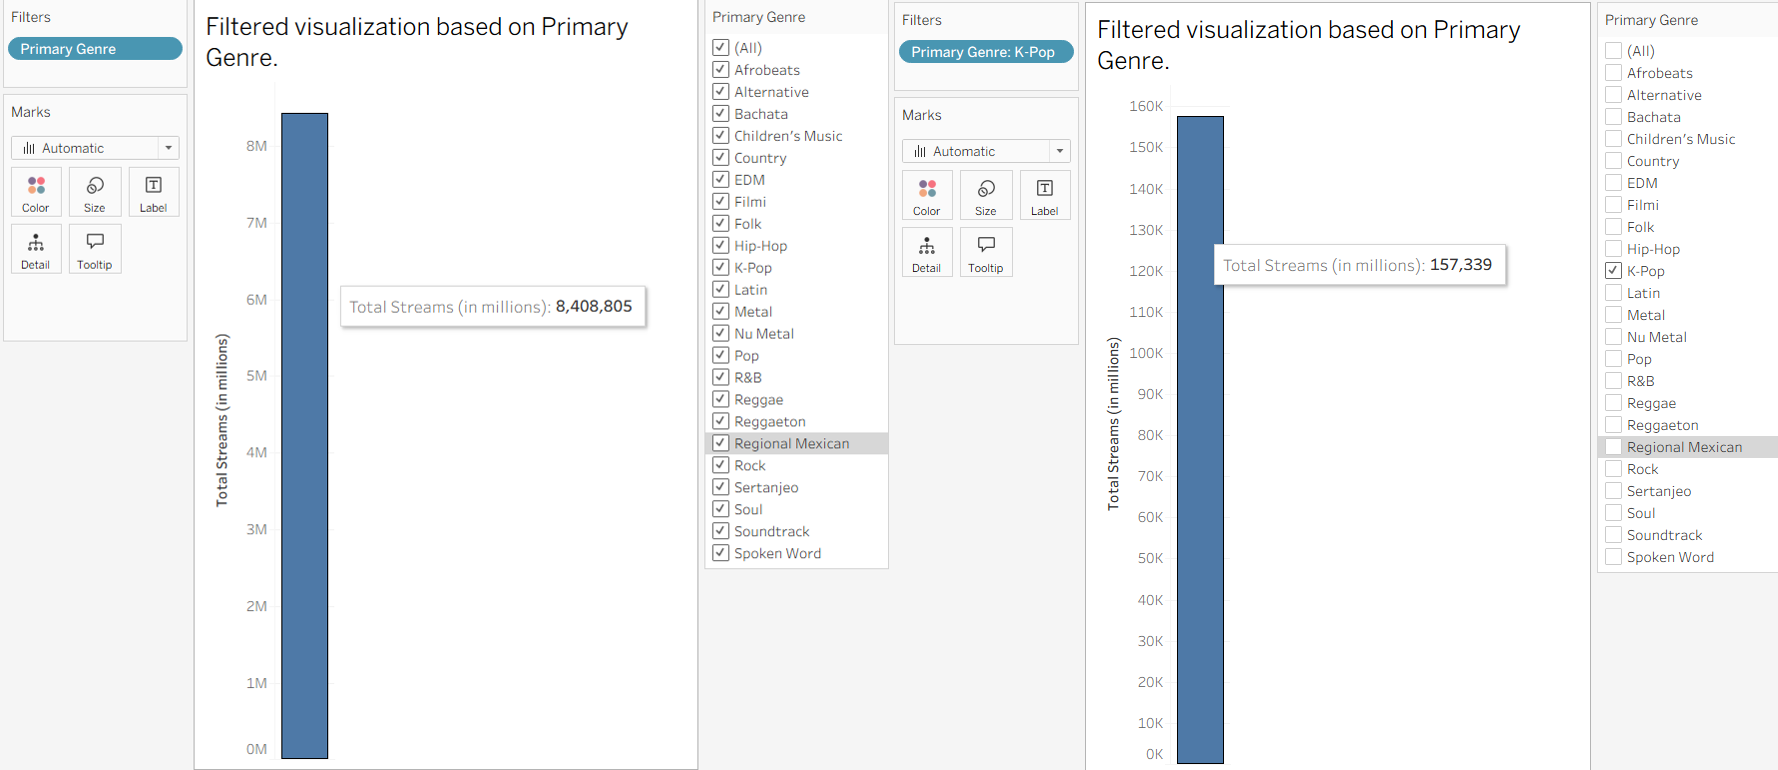 Filters
Primary Genre
Marks
Automatic
Color
Size
Label
Detail
Tooltip
Filtered visualization based on Primary
Genre.
8M
7M
6M
5M
4M
3M
2M
1M
0M
Total Streams (in millions)
Total Streams (in millions): 8,408,805
Primary Genre
(All)
Afrobeats
Alternative
Bachata
Children's Music
Country
EDM
Filmi
Folk
Hip-Hop
K-Pop
Latin
Metal
Nu Metal
Pop
R&B
Reggae
Reggaeton
Regional Mexican
Rock
Sertanjeo
Soul
Soundtrack
Spoken Word
Filters
Primary Genre: K-Pop
Marks
Automatic
Color
Size
Label
Detail
Tooltip
Filtered visualization based on Primary
Genre.
160K
150K
140K
130K
120K
110K
100K
90K
80K
70K
60K
50K
40K
30K
20K
10K
0K
Total Streams (in millions)
Total Streams (in millions): 157,339
Primary Genre
(All)
Afrobeats
Alternative
Bachata
Children's Music
Country
EDM
Filmi
Folk
Hip-Hop
K-Pop
Latin
Metal
Nu Metal
Pop
R&B
Reggae
Reggaeton
Regional Mexican
Rock
Sertanjeo
Soul
Soundtrack
Spoken Word